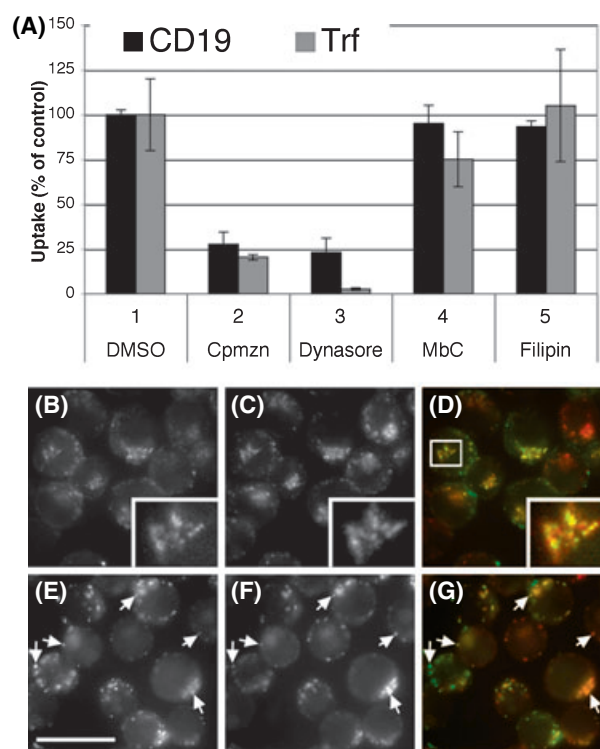 (A)
CD19 Trf
Uptake (% of control)
150
125
100
75
50
25
0
1 2 3 4 5
DMSO Cpmzn Dynasore MbC Filipin
(B) (C) (D)
(E) (F) (G)